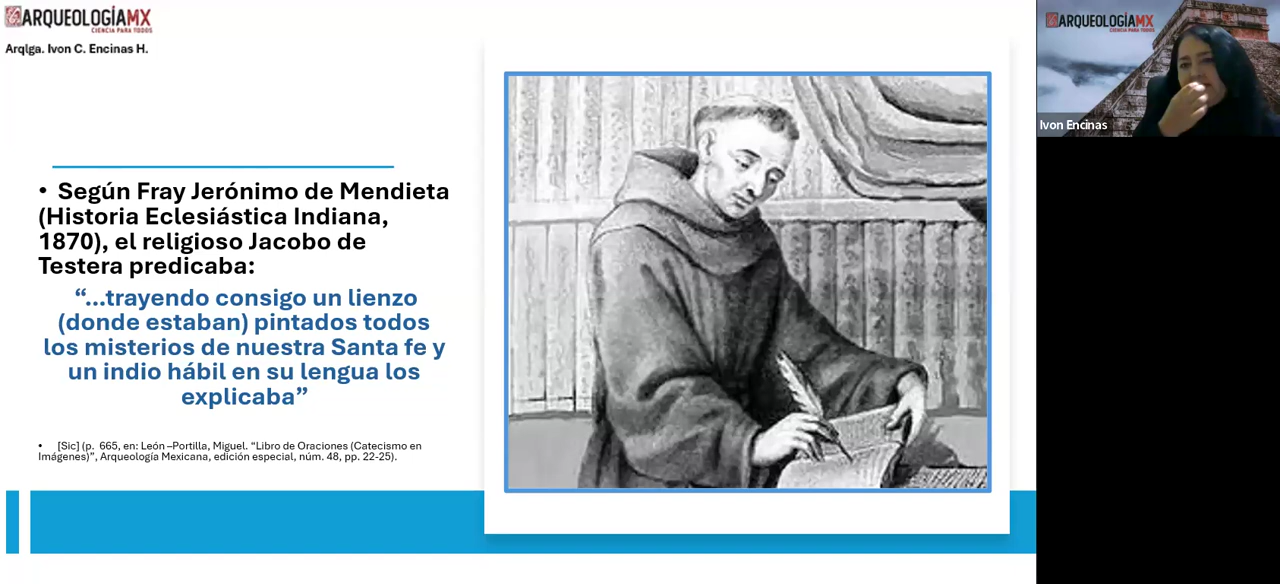 ARQUEOLOGÍAMX
CIENCIA PARA TODOS
Arqlga. Ivon C. Encinas H.
• Según Fray Jerónimo de Mendieta
(Historia Eclesiástica Indiana,
1870), el religioso Jacobo de
Testera predicaba:
“...trayendo consigo un lienzo
(donde estaban) pintados todos
los misterios de nuestra Santa fe y
un indio hábil en su lengua los
explicaba”
• [Sic] (p. 665, en: León –Portilla, Miguel. “Libro de Oraciones (Catecismo en
Imágenes)”, Arqueología Mexicana, edición especial, núm. 48, pp. 22-25).
ARQUEOLOGÍAMX
CIENCIA PARA TODOS
Ivon Encinas